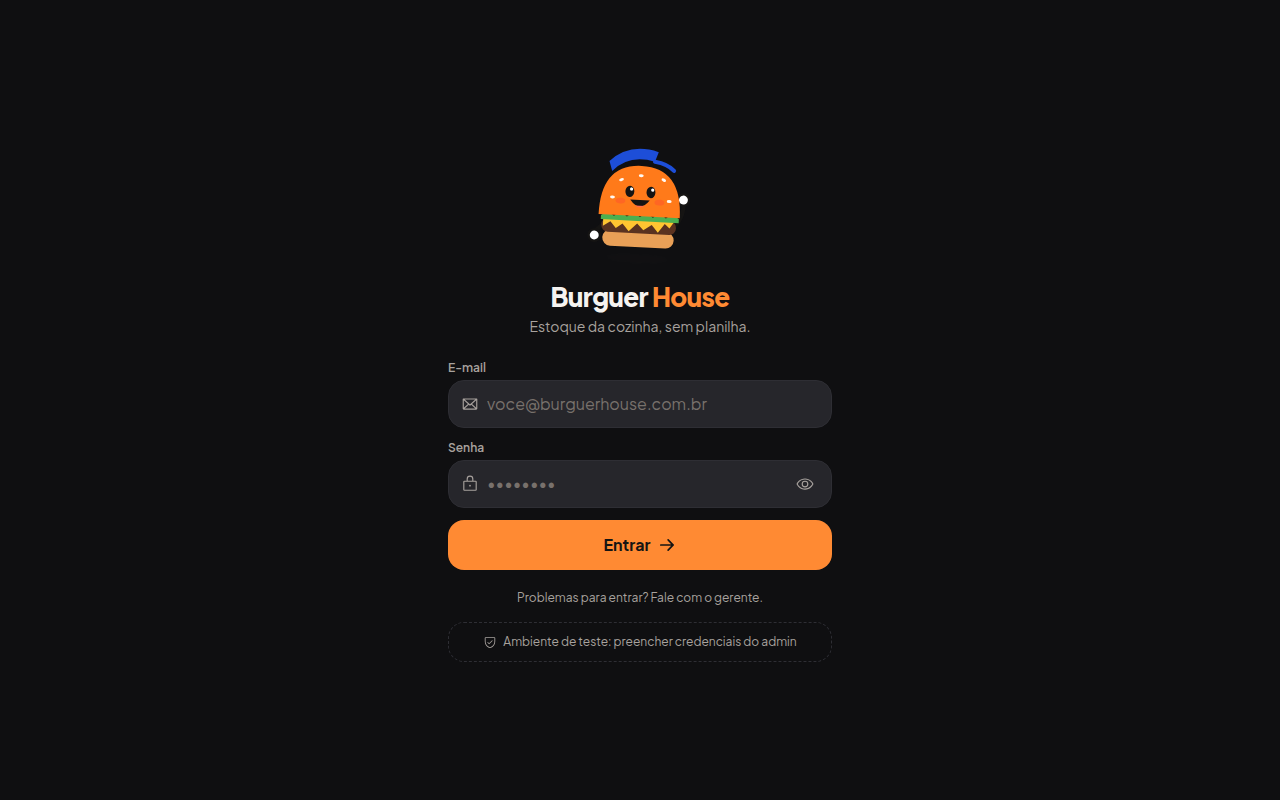 Burguer House
Estoque da cozinha, sem planilha.
E-mail
voce@burguerhouse.com.br
Senha
••••••••
Entrar →
Problemas para entrar? Fale com o gerente.
Ambiente de teste: preencher credenciais do admin